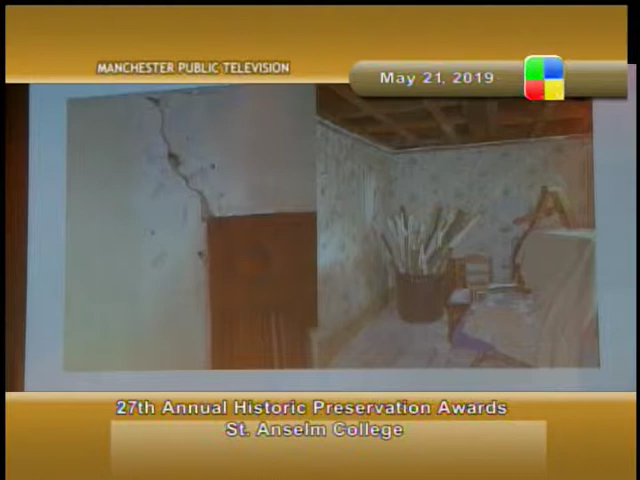 MANCHESTER PUBLIC TELEVISION
May 21, 2019
27th Annual Historic Preservation Awards
St. Anselm College